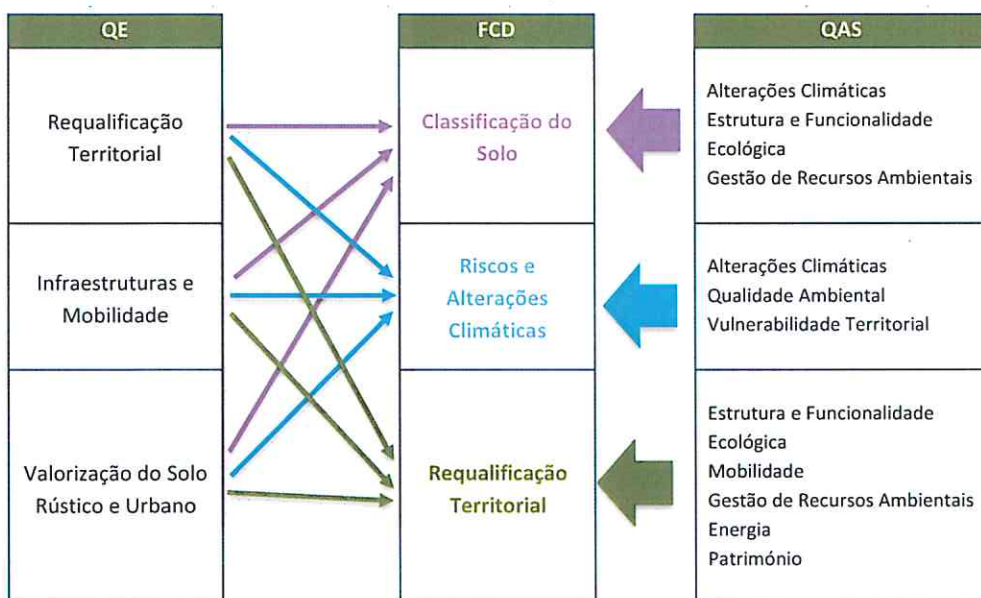 QE
Requalificação
Territorial
Infraestruturas e
Mobilidade
Valorização do Solo
Rústico e Urbano
FCD
Classificação do
Solo
Riscos e
Alterações
Climáticas
Requalificação
Territorial
QAS
Alterações Climáticas
Estrutura e Funcionalidade
Ecológica
Gestão de Recursos Ambientais
Alterações Climáticas
Qualidade Ambiental
Vulnerabilidade Territorial
Estrutura e Funcionalidade
Ecológica
Mobilidade
Gestão de Recursos Ambientais
Energia
Património